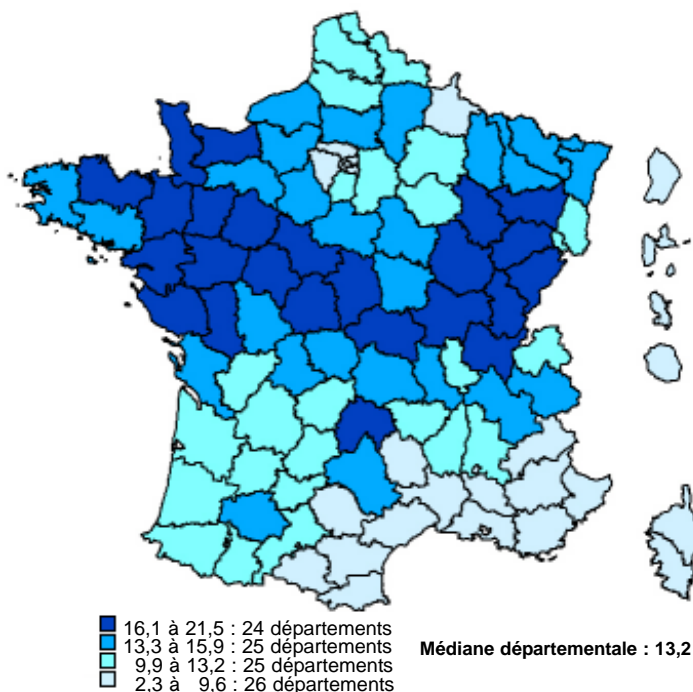 16,1 à 21,5 : 24 départements
13,3 à 15,9 : 25 départements
9,9 à 13,2 : 25 départements
2,3 à 9,6 : 26 départements
Médiane départementale : 13,2